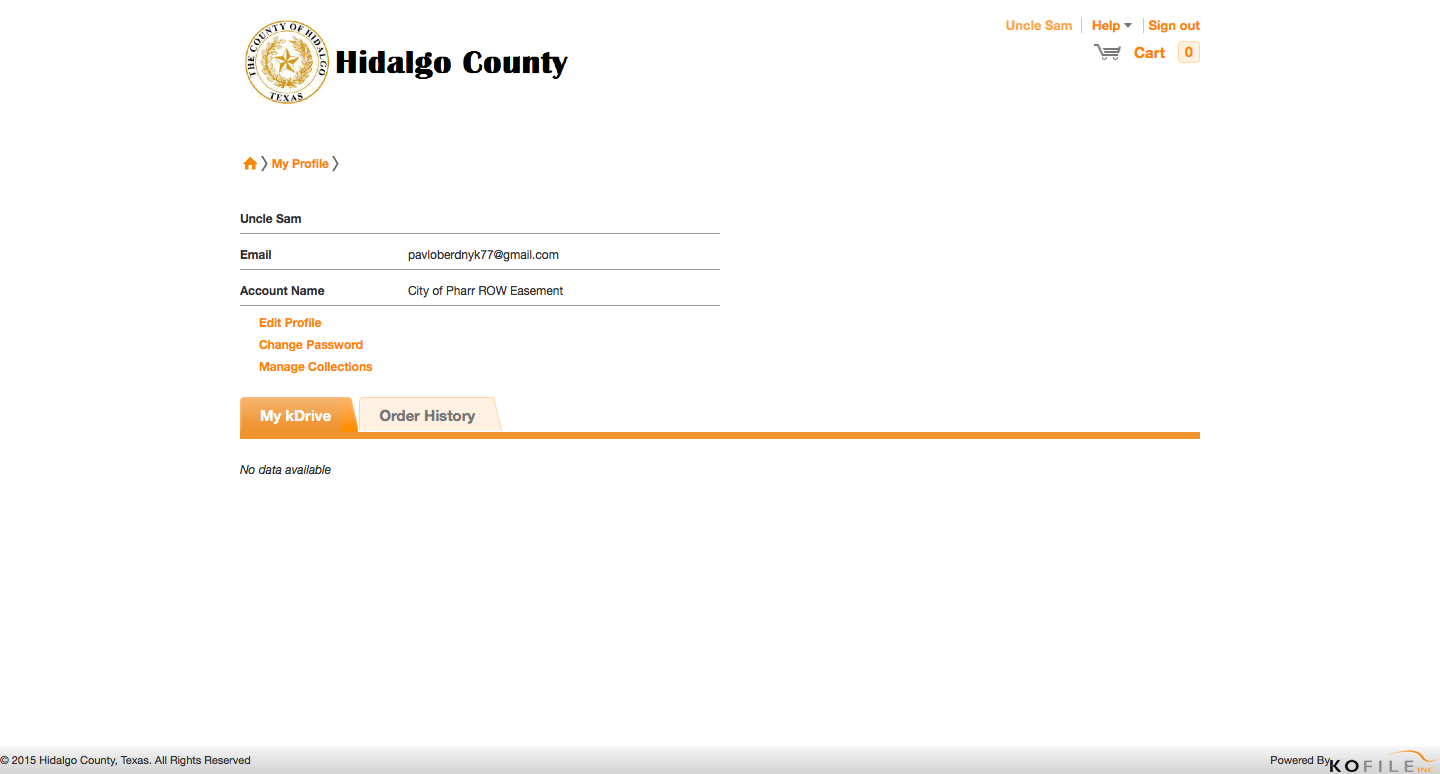 THE COUNTY OF HIDALGO
TEXAS
Hidalgo County
Uncle Sam
Help
Sign out
Cart 0
My Profile
Uncle Sam
Email pavloberdnyk77@gmail.com
Account Name City of Pharr ROW Easement
Edit Profile
Change Password
Manage Collections
My kDrive
Order History
No data available
© 2015 Hidalgo County, Texas. All Rights Reserved
Powered By KOFILE INC.